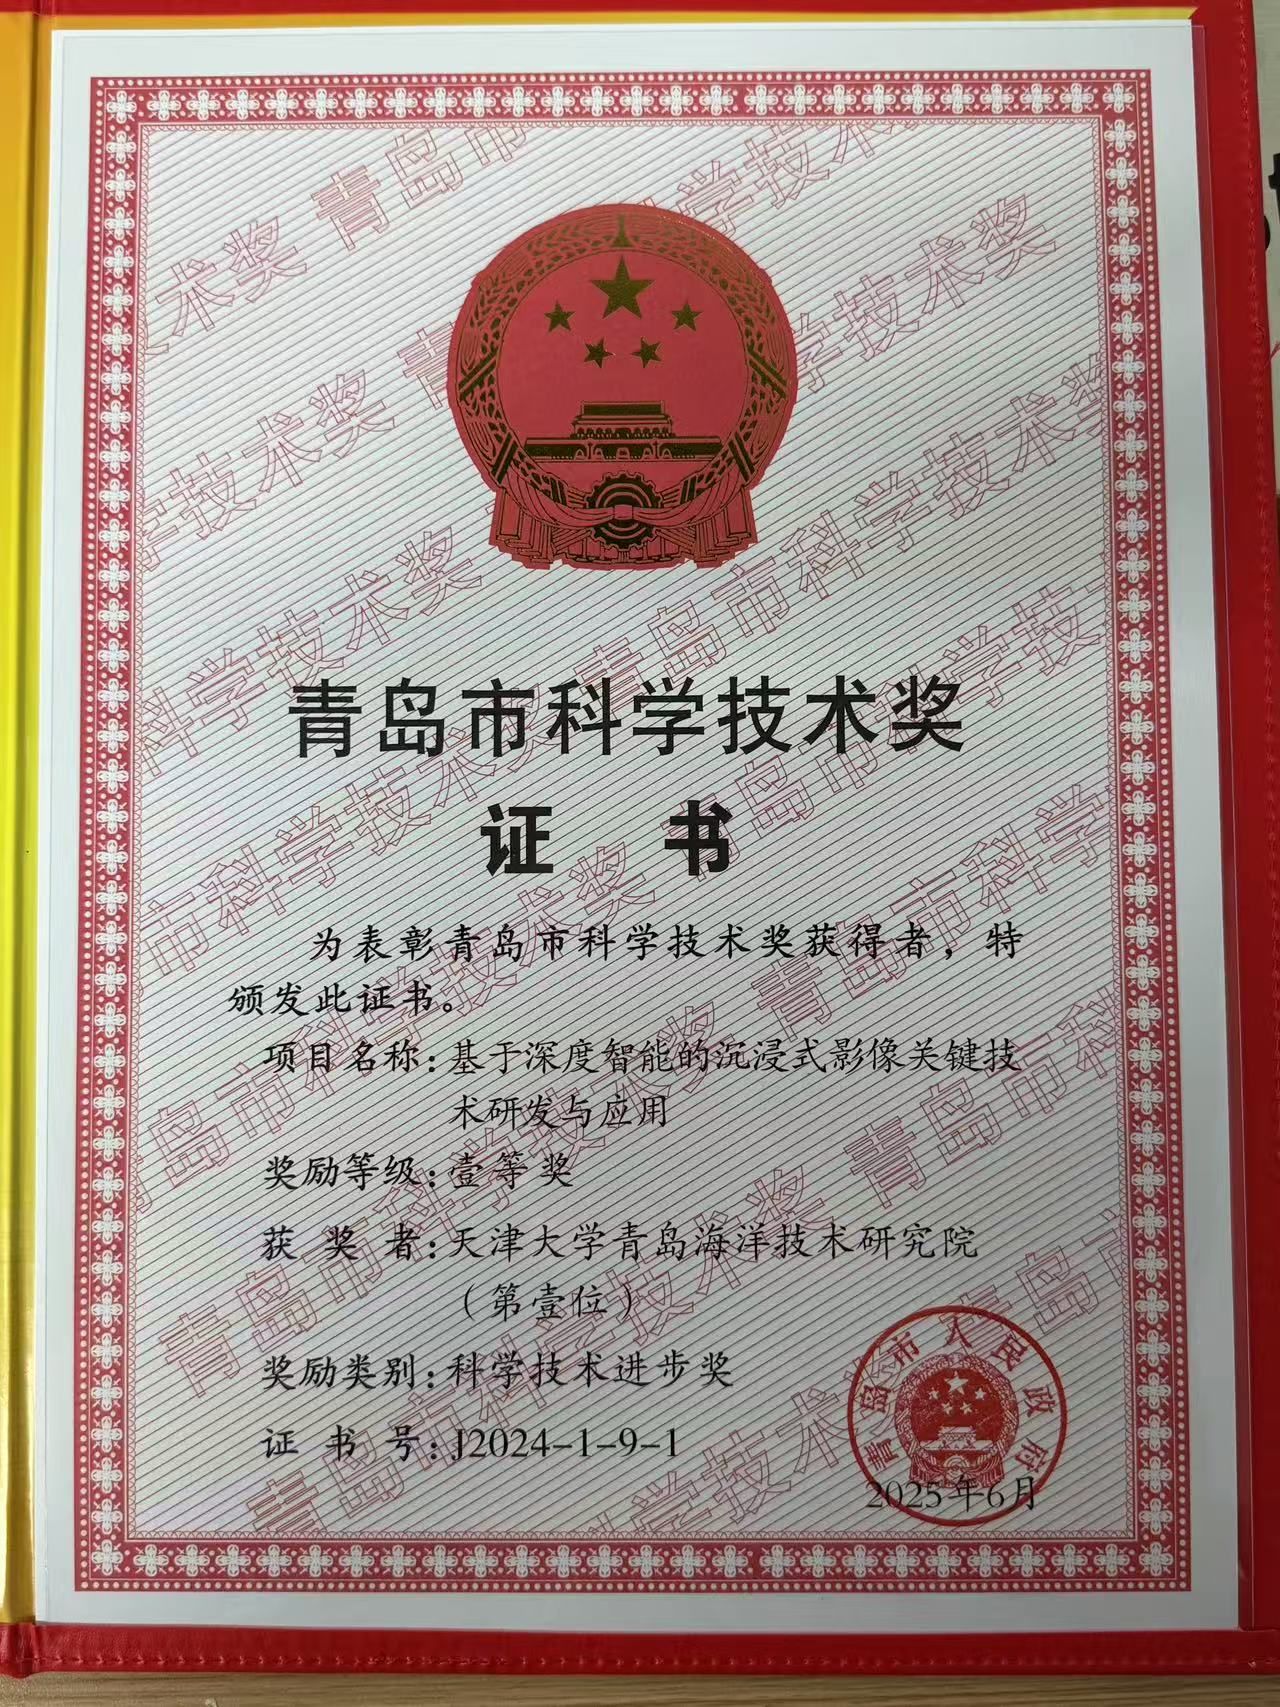 青岛市科学技术奖
证 书
为表彰青岛市科学技术奖获得者，特
颁发此证书。
项目名称：基于深度智能的沉浸式影像关键技
术研发与应用
奖励等级：壹等奖
获 奖 者：天津大学青岛海洋技术研究院
（第壹位）
奖励类别：科学技术进步奖
证 书 号：J2024-1-9-1
青岛市人民政府
2025年6月